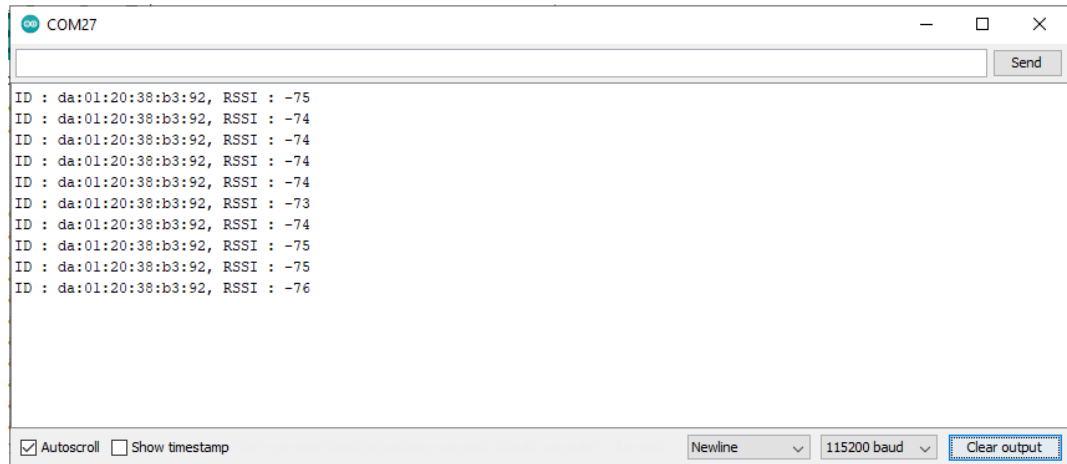 COM27
Send
ID : da:01:20:38:b3:92, RSSI : -75
ID : da:01:20:38:b3:92, RSSI : -74
ID : da:01:20:38:b3:92, RSSI : -74
ID : da:01:20:38:b3:92, RSSI : -74
ID : da:01:20:38:b3:92, RSSI : -74
ID : da:01:20:38:b3:92, RSSI : -73
ID : da:01:20:38:b3:92, RSSI : -74
ID : da:01:20:38:b3:92, RSSI : -75
ID : da:01:20:38:b3:92, RSSI : -75
ID : da:01:20:38:b3:92, RSSI : -76
Autoscroll Show timestamp Newline 115200 baud Clear output